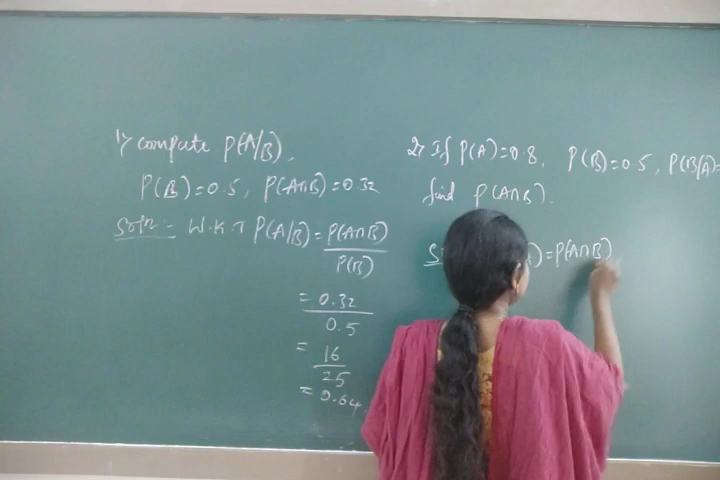 1) compute P(A/B),
P(B)=0.5, P(A∩B)=0.32
Soln:- W.K.T P(A/B)=P(A∩B)
P(B)
= 0.32
0.5
= 16
25
= 0.64.
2) If P(A)=0.8, P(B)=0.5, P(B/A)=
find P(A∩B).
)=P(A∩B)